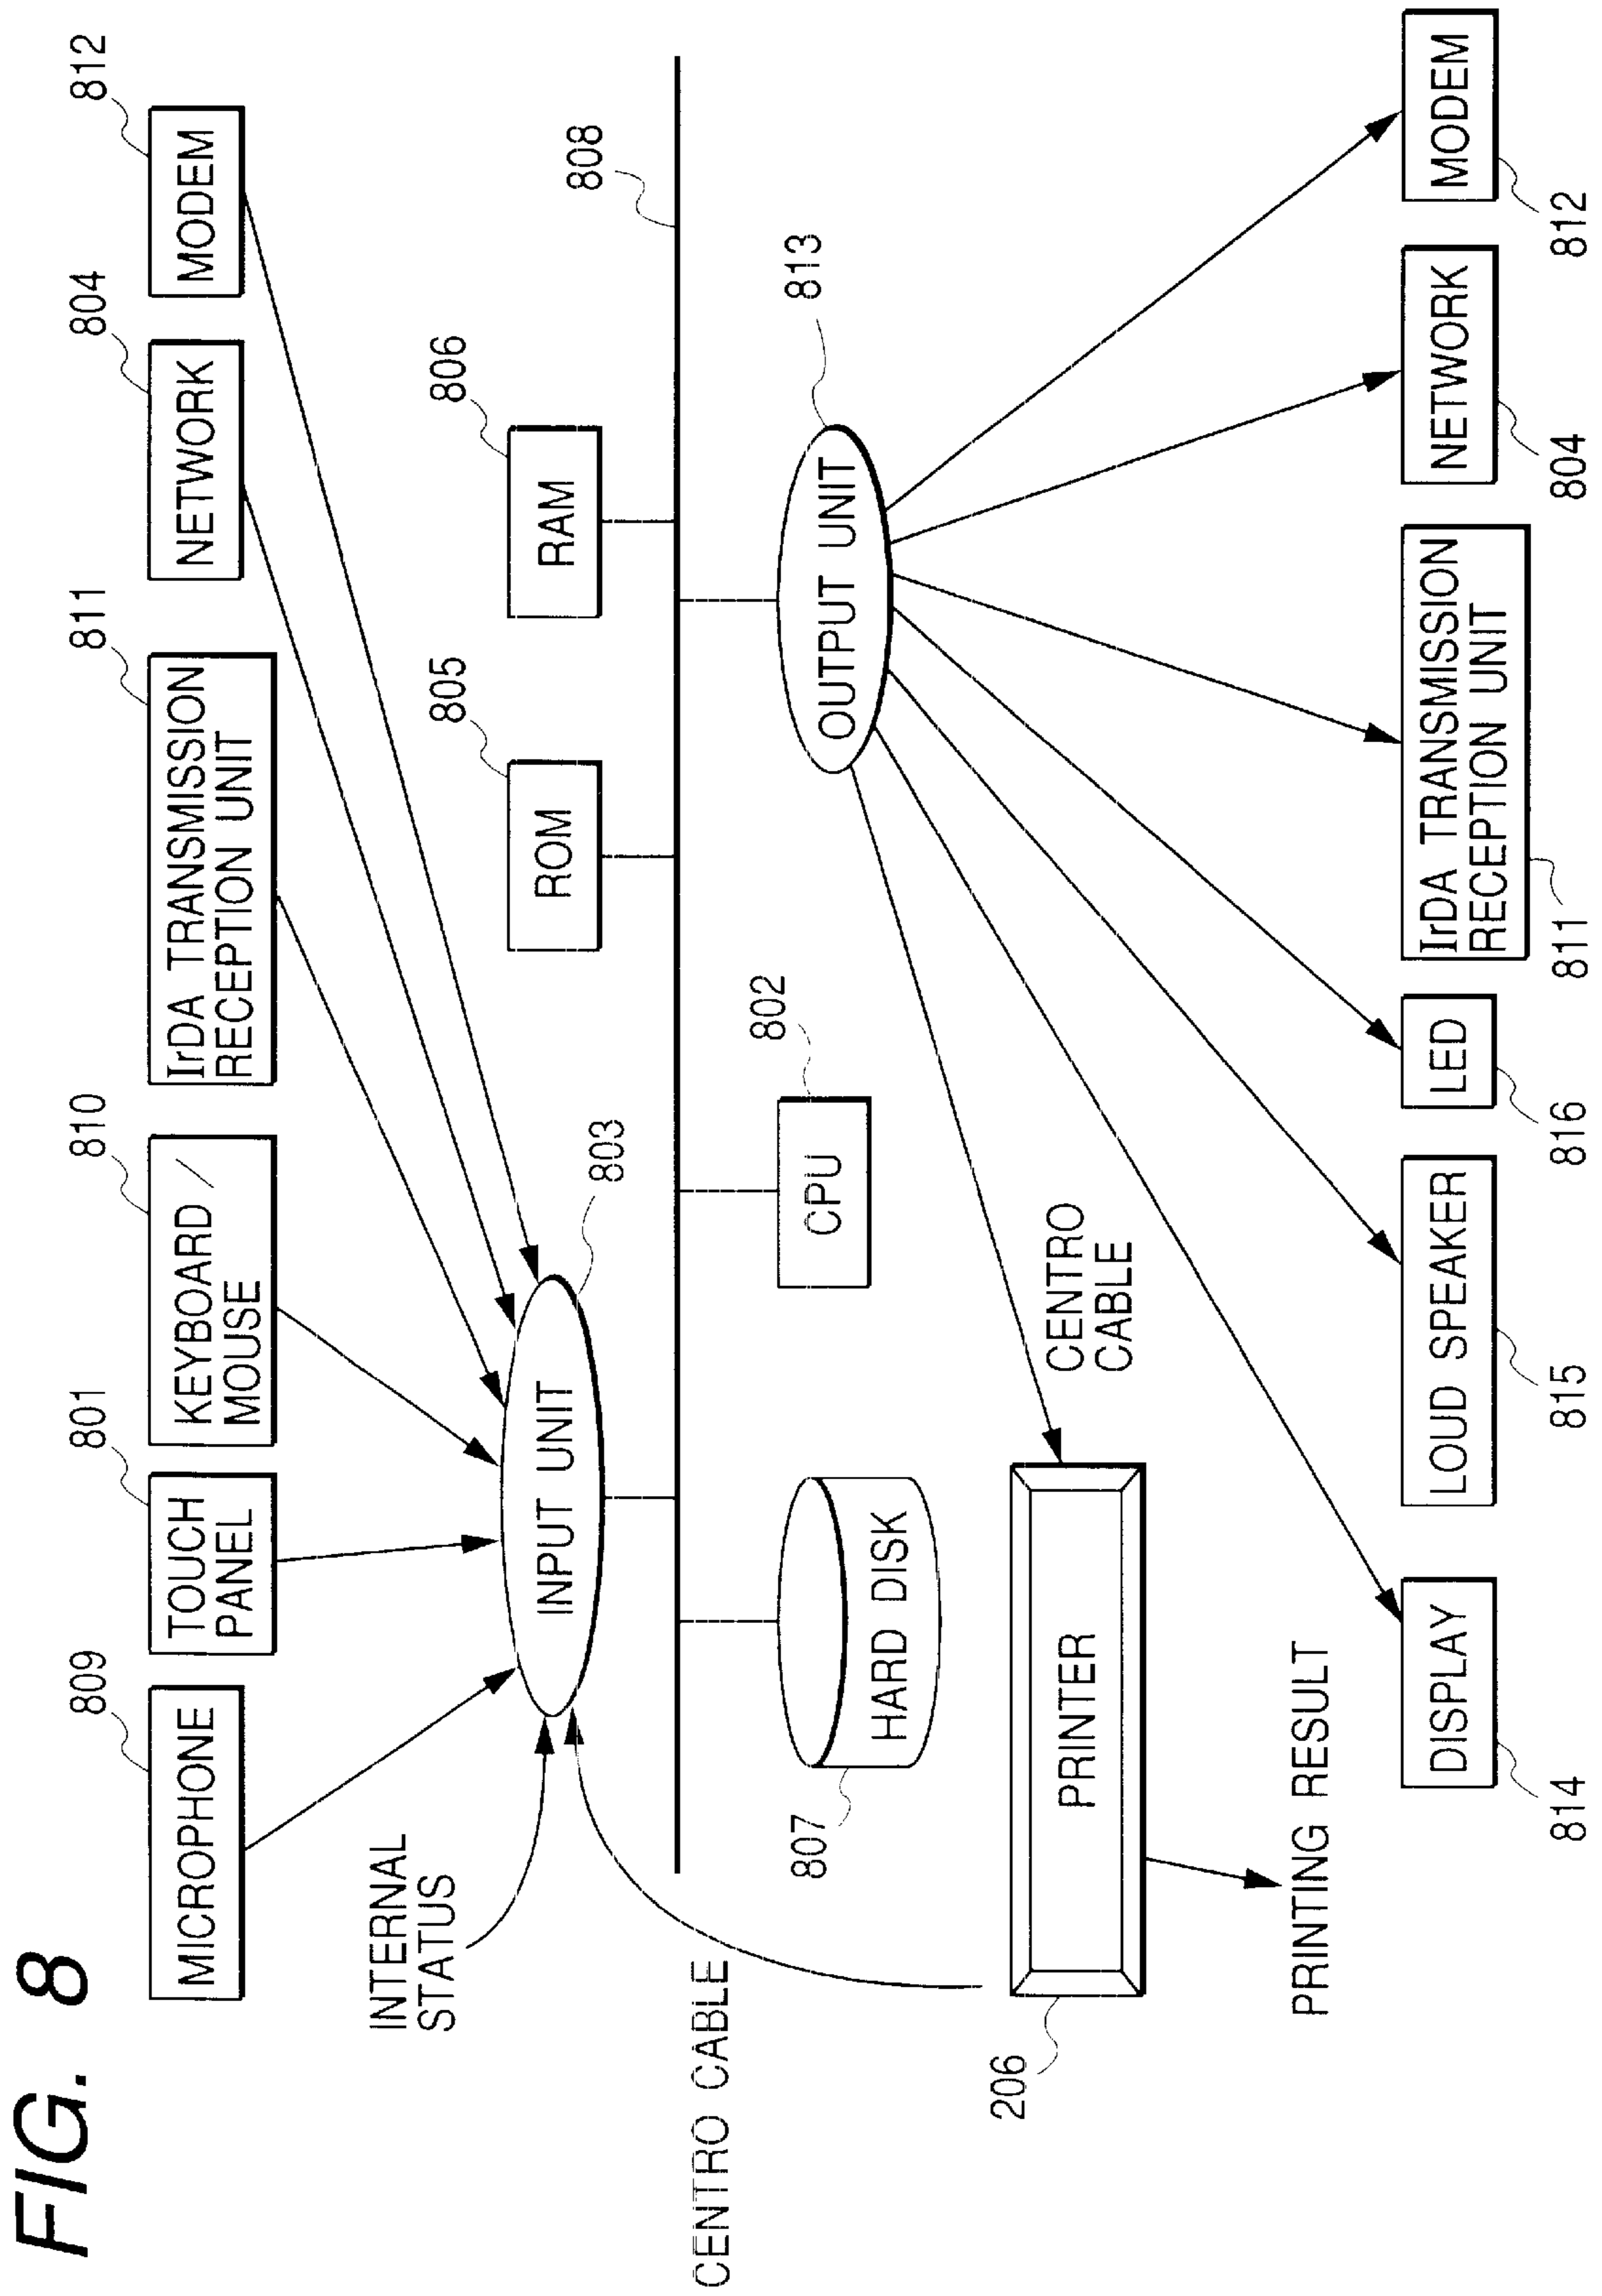 FIG. 8
809
801
810
811
804
812
MICROPHONE
TOUCH
PANEL
KEYBOARD /
MOUSE
IrDA TRANSMISSION
RECEPTION UNIT
NETWORK
MODEM
INTERNAL
STATUS
INPUT UNIT
803
805
ROM
806
RAM
808
CENTRO CABLE
807
HARD DISK
802
CPU
813
OUTPUT UNIT
206
PRINTER
CENTRO
CABLE
PRINTING RESULT
DISPLAY
LOUD SPEAKER
LED
IrDA TRANSMISSION
RECEPTION UNIT
NETWORK
MODEM
814
815
816
811
804
812